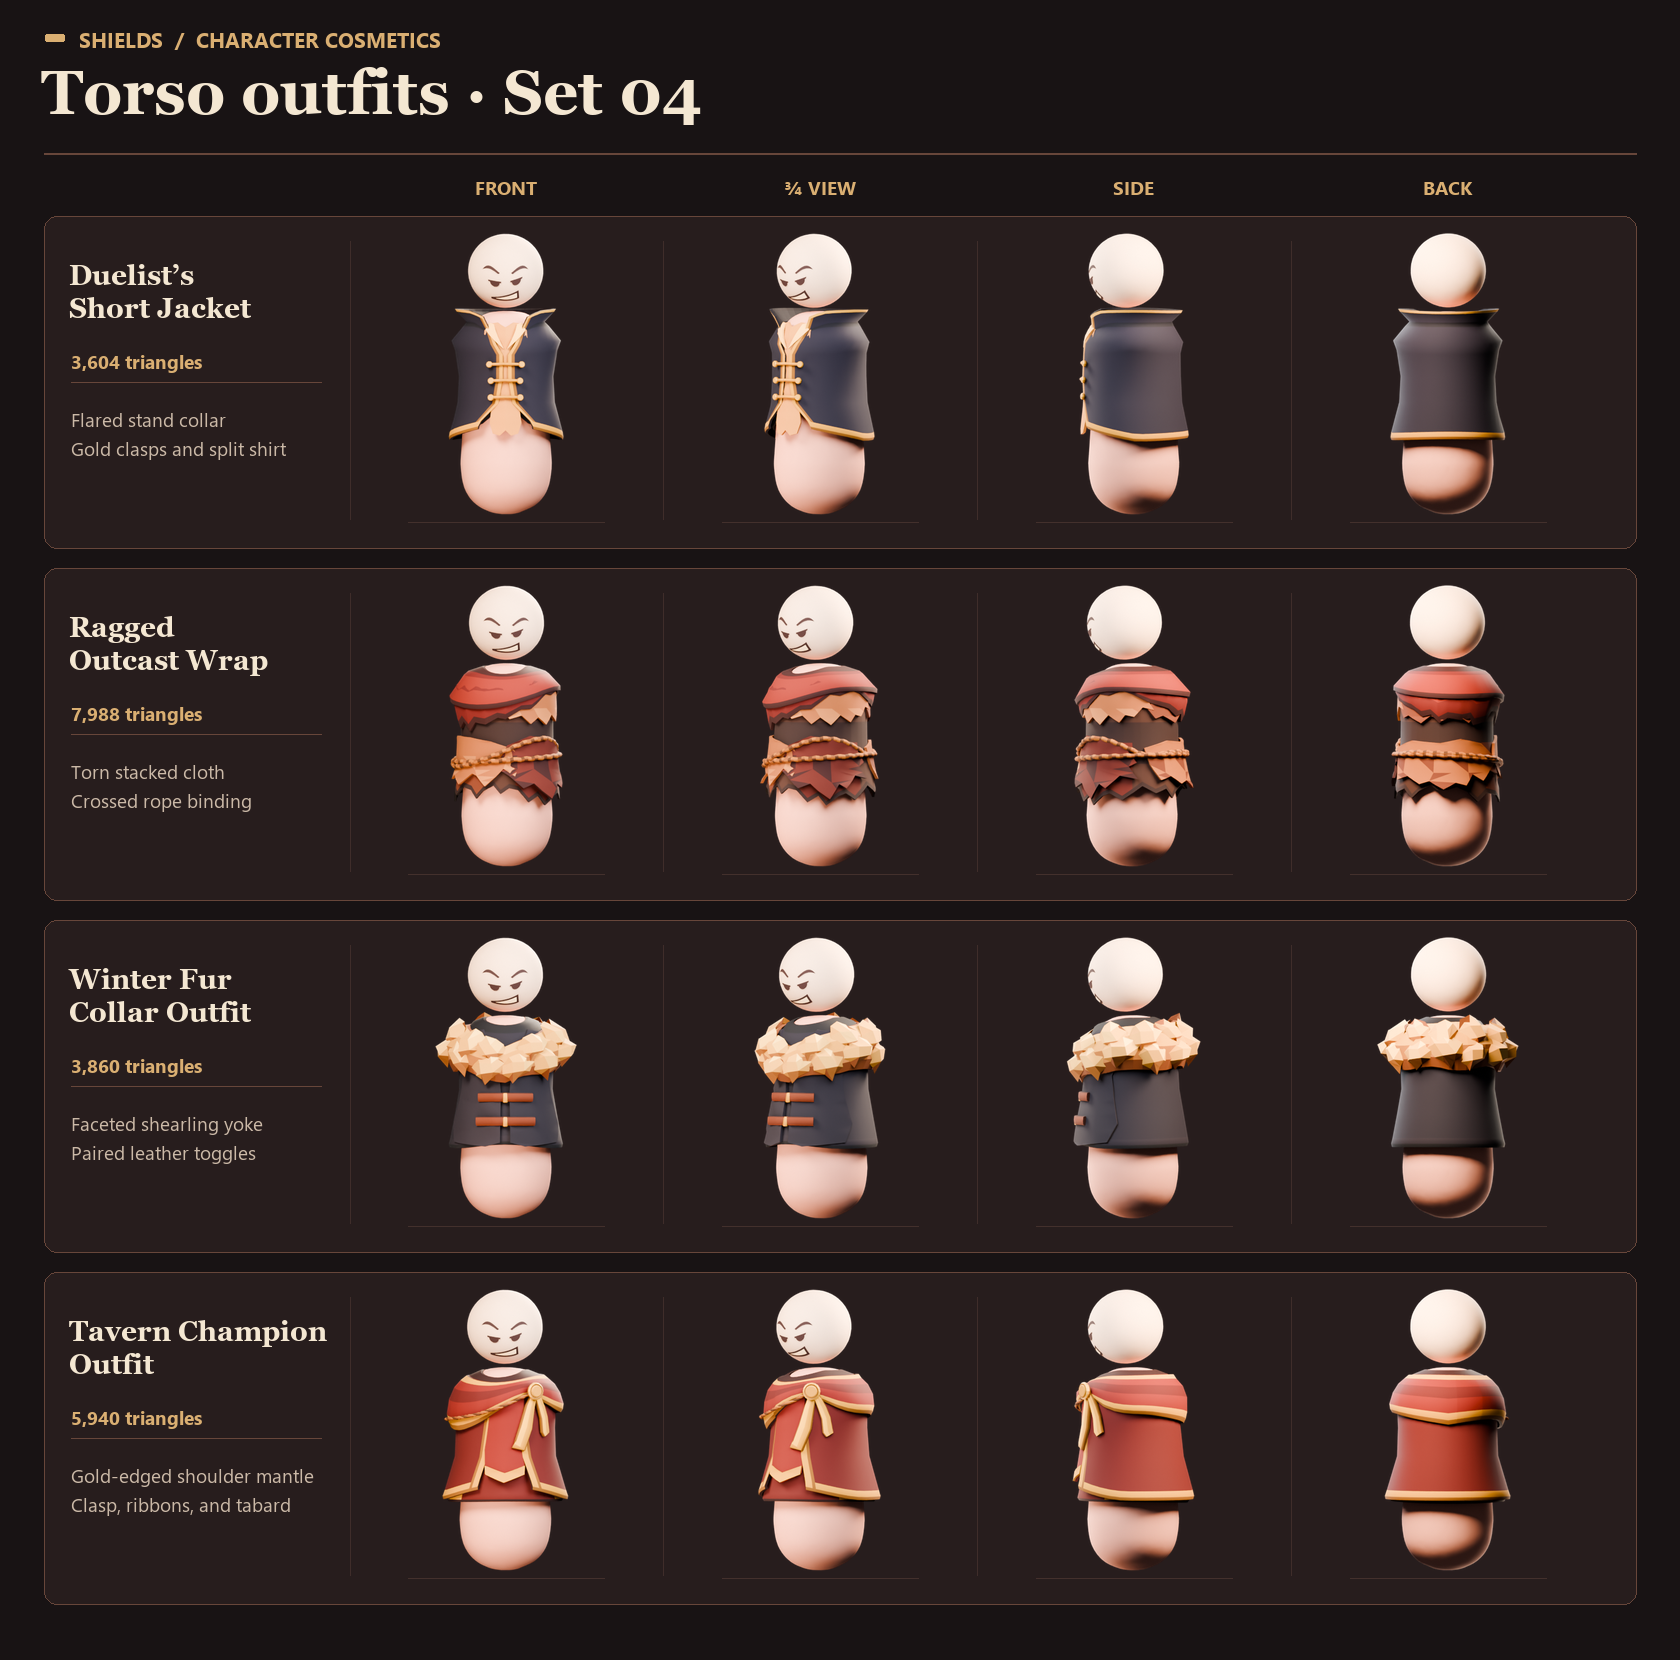 SHIELDS / CHARACTER COSMETICS
Torso outfits · Set 04
FRONT
¾ VIEW
SIDE
BACK
Duelist’s
Short Jacket
3,604 triangles
Flared stand collar
Gold clasps and split shirt
Ragged
Outcast Wrap
7,988 triangles
Torn stacked cloth
Crossed rope binding
Winter Fur
Collar Outfit
3,860 triangles
Faceted shearling yoke
Paired leather toggles
Tavern Champion
Outfit
5,940 triangles
Gold-edged shoulder mantle
Clasp, ribbons, and tabard